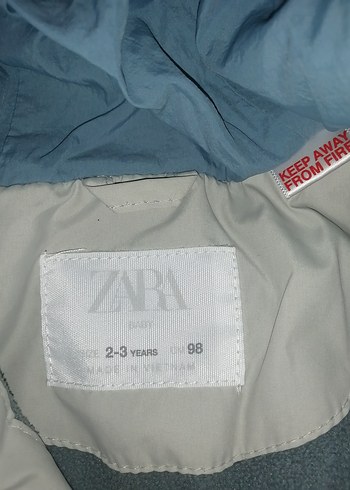 KEEP AWAY
FROM FIRE
ZARA
BABY
SIZE 2-3 YEARS CM 98
MADE IN VIETNAM